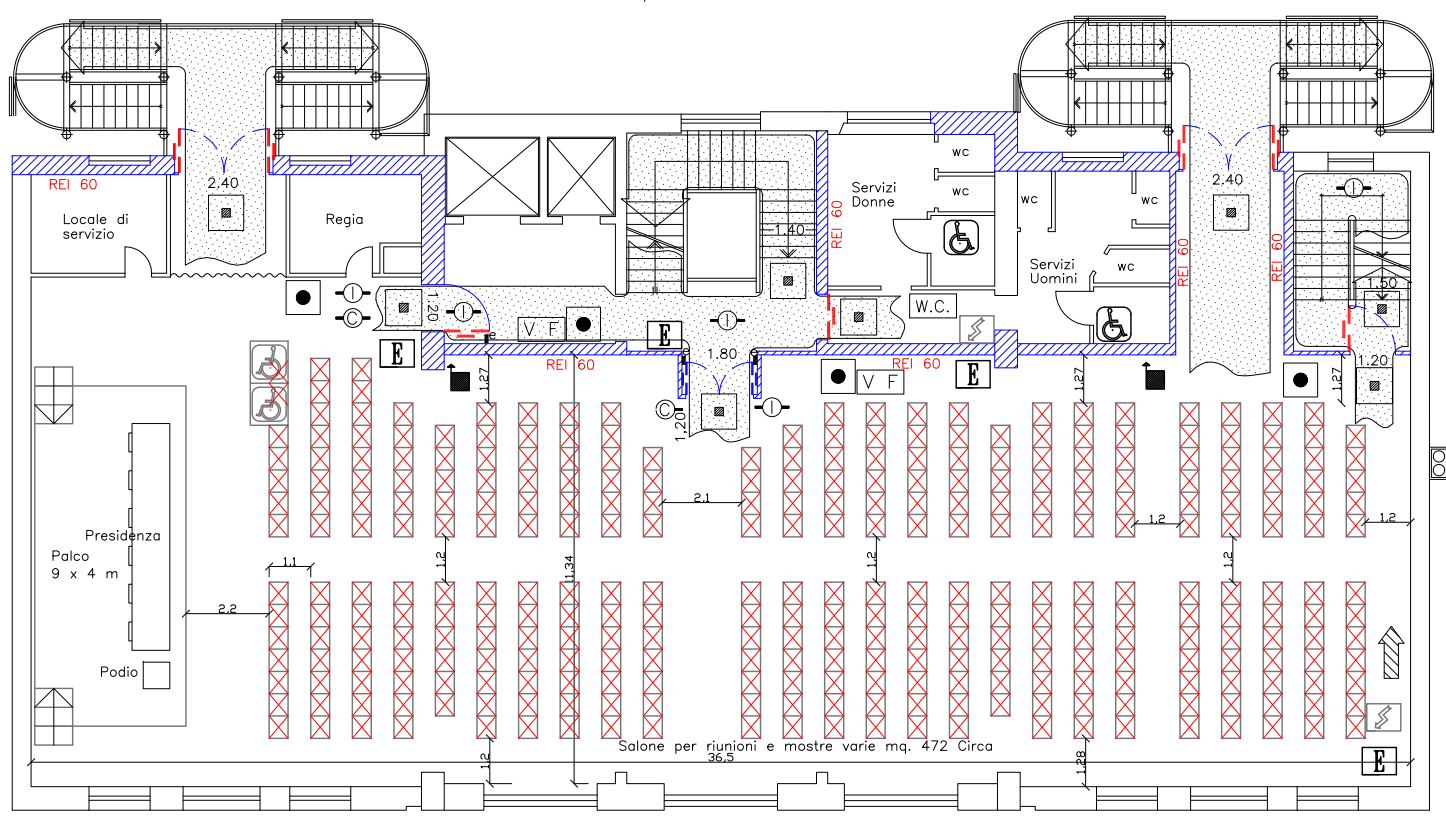 2.40
REI 60
Locale di
servizio
Regia
1.20
V F
E
E
REI 60
1.40
1.80
1,20
C
C
Servizi
Donne
REI 60
wc
wc
wc
wc
wc
Servizi
Uomini
W.C.
REI 60
V F
E
2.40
REI 60
REI 60
1.50
1.20
1,27
1,27
1,27
2,1
1,2
1,2
Presidenza
Palco
9 x 4 m
1,1
2,2
1,2
11,34
1,2
1,2
Podio
Salone per riunioni e mostre varie mq. 472 Circa
36,5
1,2
1,28
E